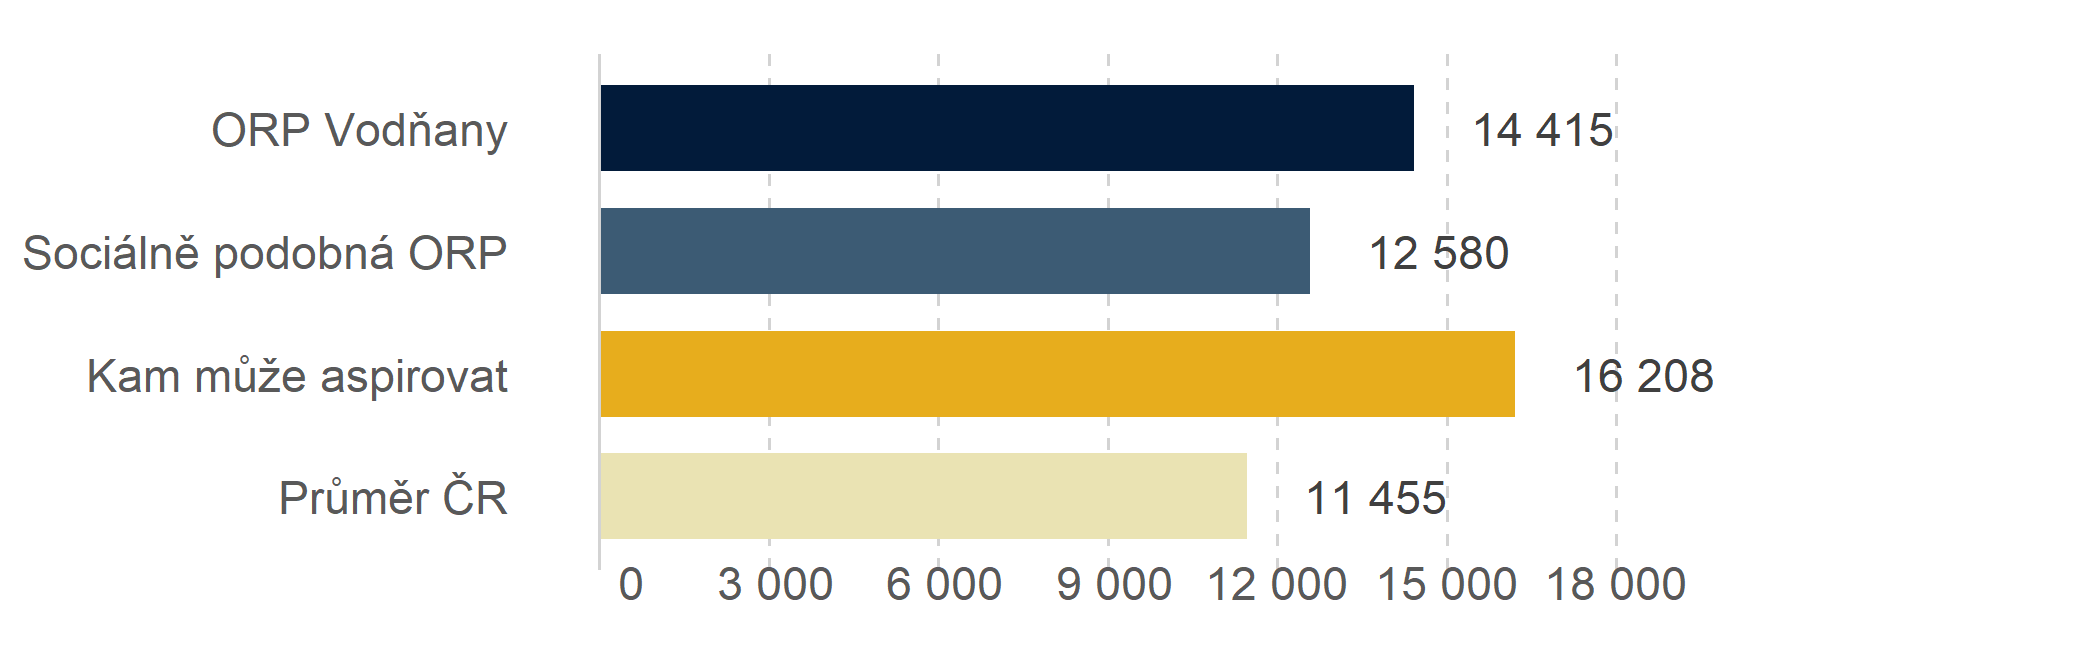 ORP Vodňany 14 415
Sociálně podobná ORP 12 580
Kam může aspirovat 16 208
Průměr ČR 11 455
0 3 000 6 000 9 000 12 000 15 000 18 000